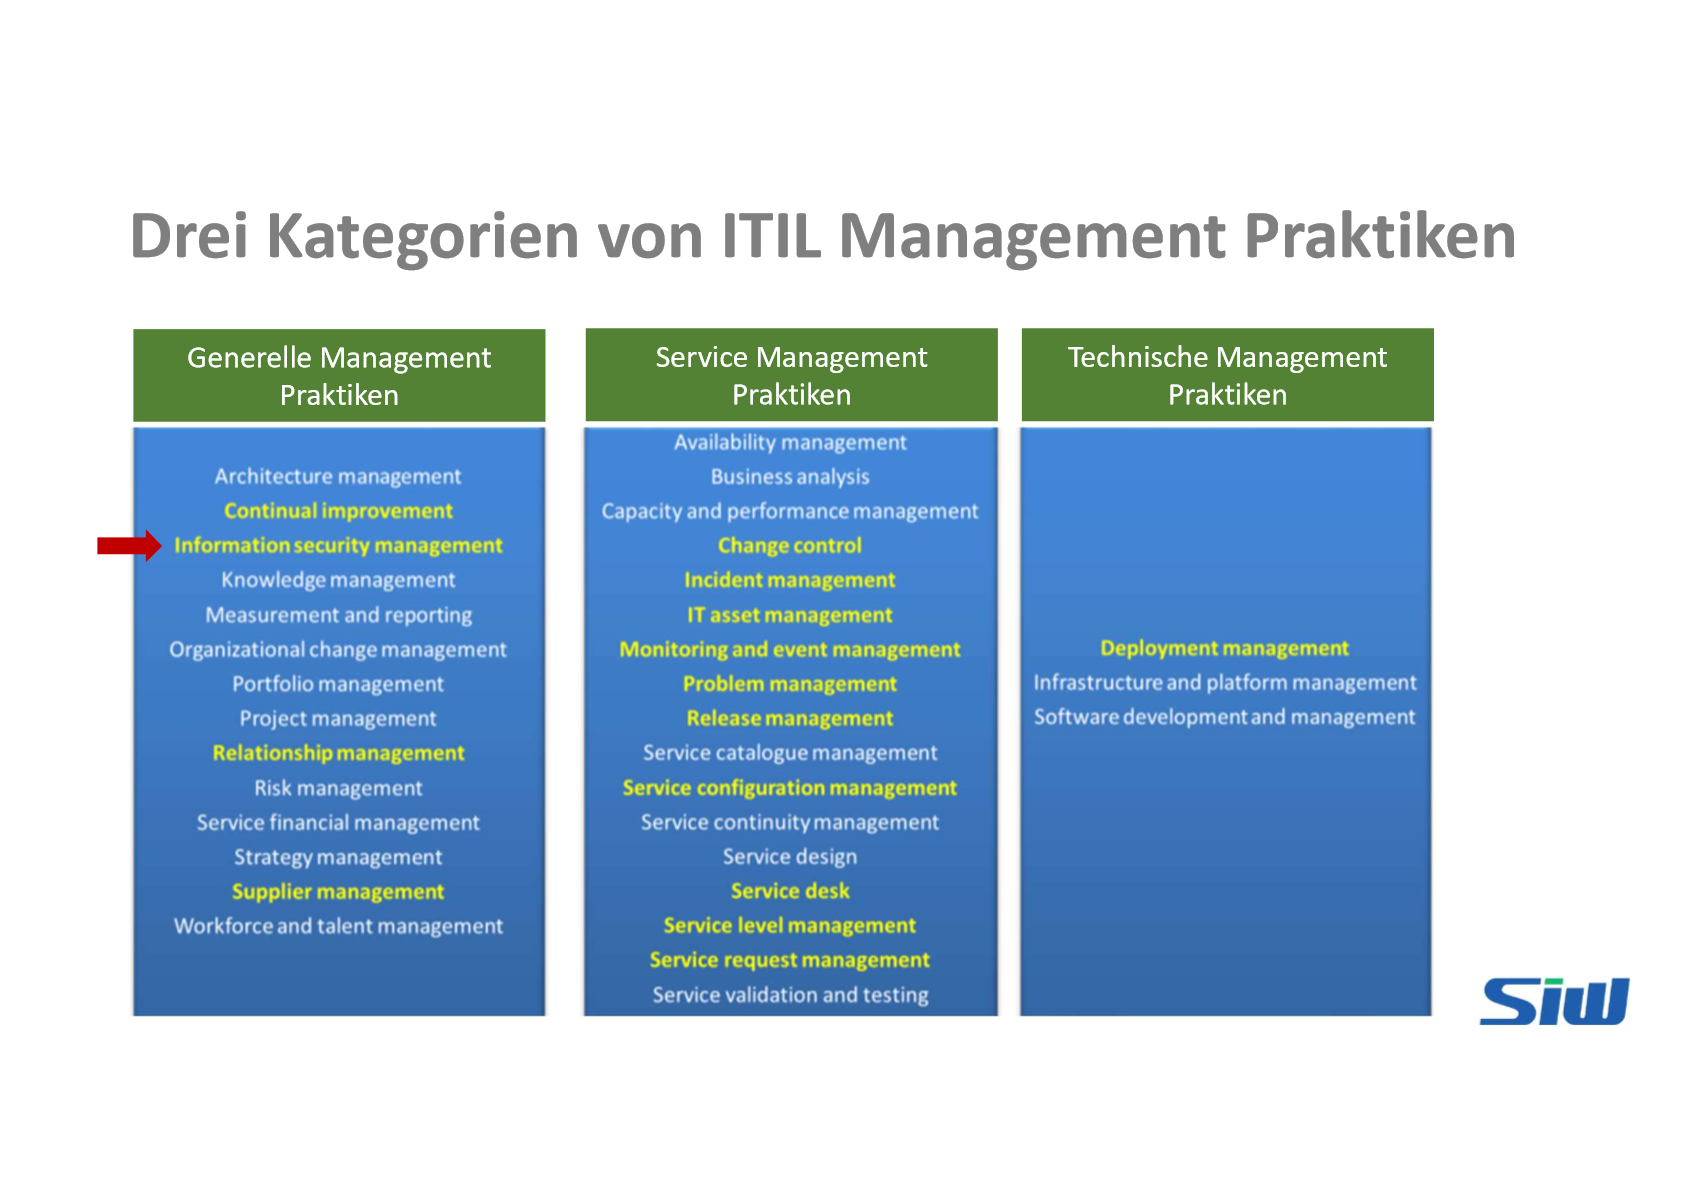 Drei Kategorien von ITIL Management Praktiken
Generelle Management
Praktiken
Architecture management
Continual improvement
Information security management
Knowledge management
Measurement and reporting
Organizational change management
Portfolio management
Project management
Relationship management
Risk management
Service financial management
Strategy management
Supplier management
Workforce and talent management
Service Management
Praktiken
Availability management
Business analysis
Capacity and performance management
Change control
Incident management
IT asset management
Monitoring and event management
Problem management
Release management
Service catalogue management
Service configuration management
Service continuity management
Service design
Service desk
Service level management
Service request management
Service validation and testing
Technische Management
Praktiken
Deployment management
Infrastructure and platform management
Software development and management
Siw